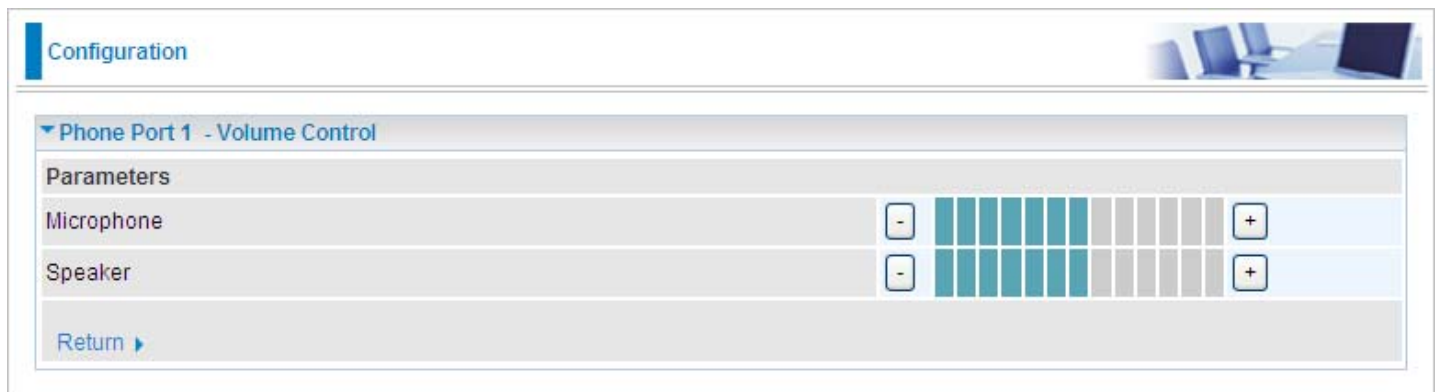 Configuration
Phone Port 1 - Volume Control
Parameters
Microphone - +
Speaker - +
Return